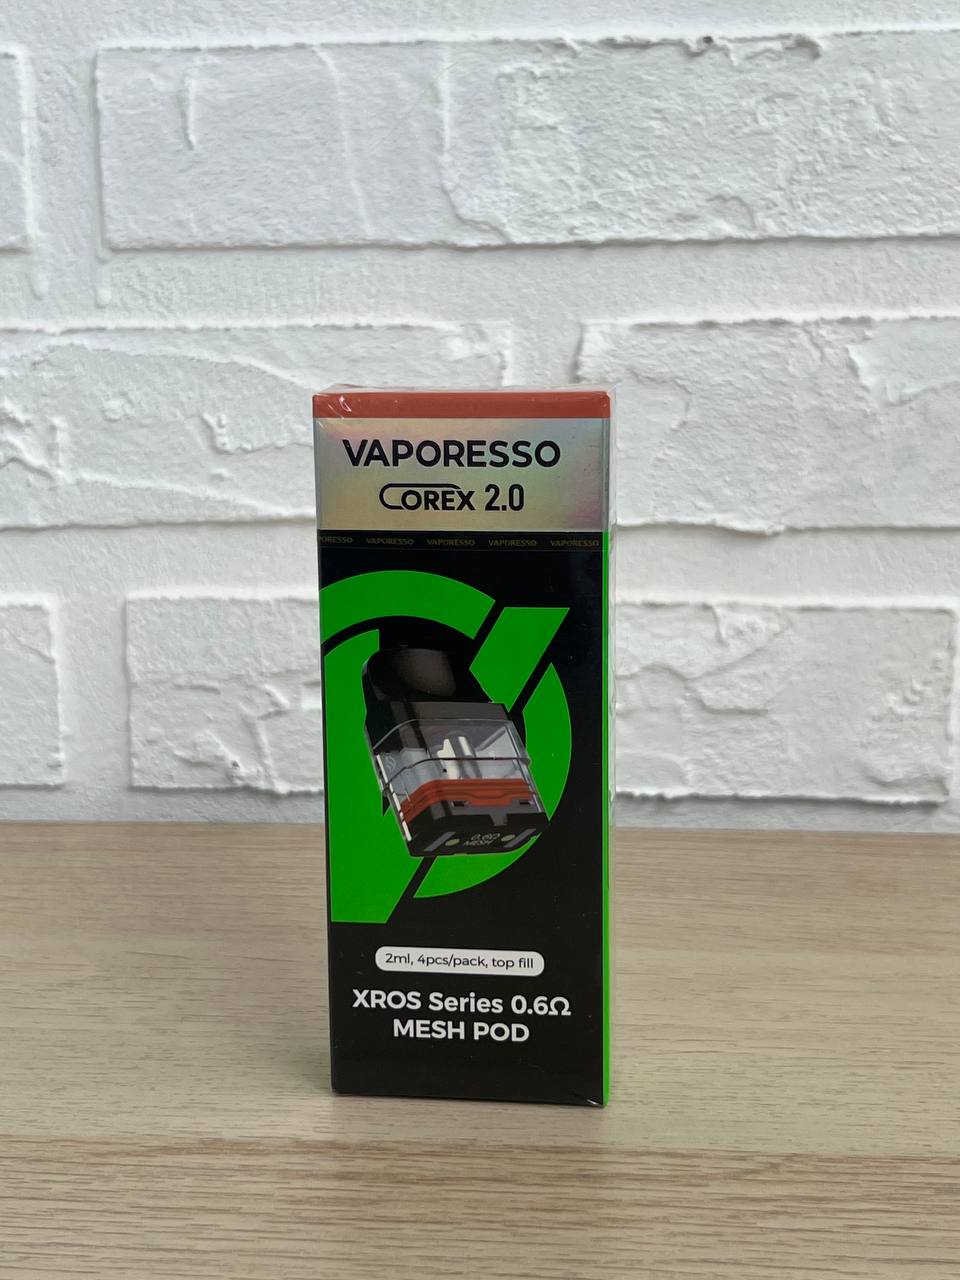 VAPORESSO
COREX 2.0
VAPORESSO VAPORESSO VAPORESSO VAPORESSO
0.6Ω
MESH
2ml, 4pcs/pack, top fill
XROS Series 0.6Ω
MESH POD